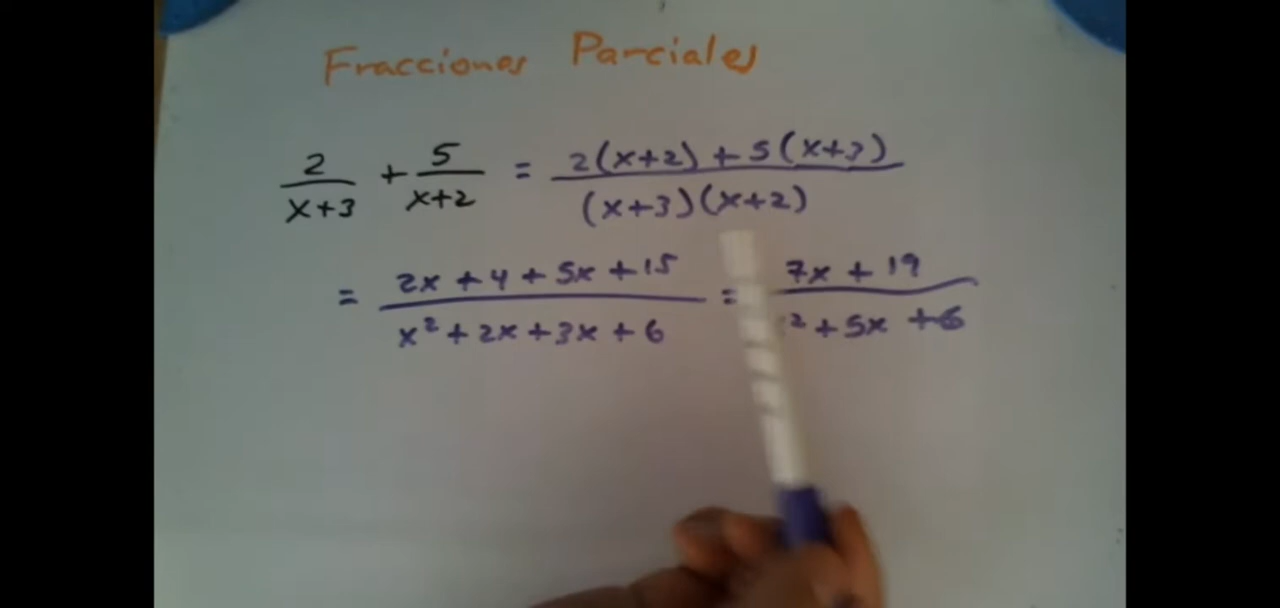 Fracciones Parciales
2/(x+3) + 5/(x+2) = (2(x+2) + 5(x+3))/((x+3)(x+2))
= (2x + 4 + 5x + 15)/(x² + 2x + 3x + 6) = (7x + 19)/(² + 5x + 6)